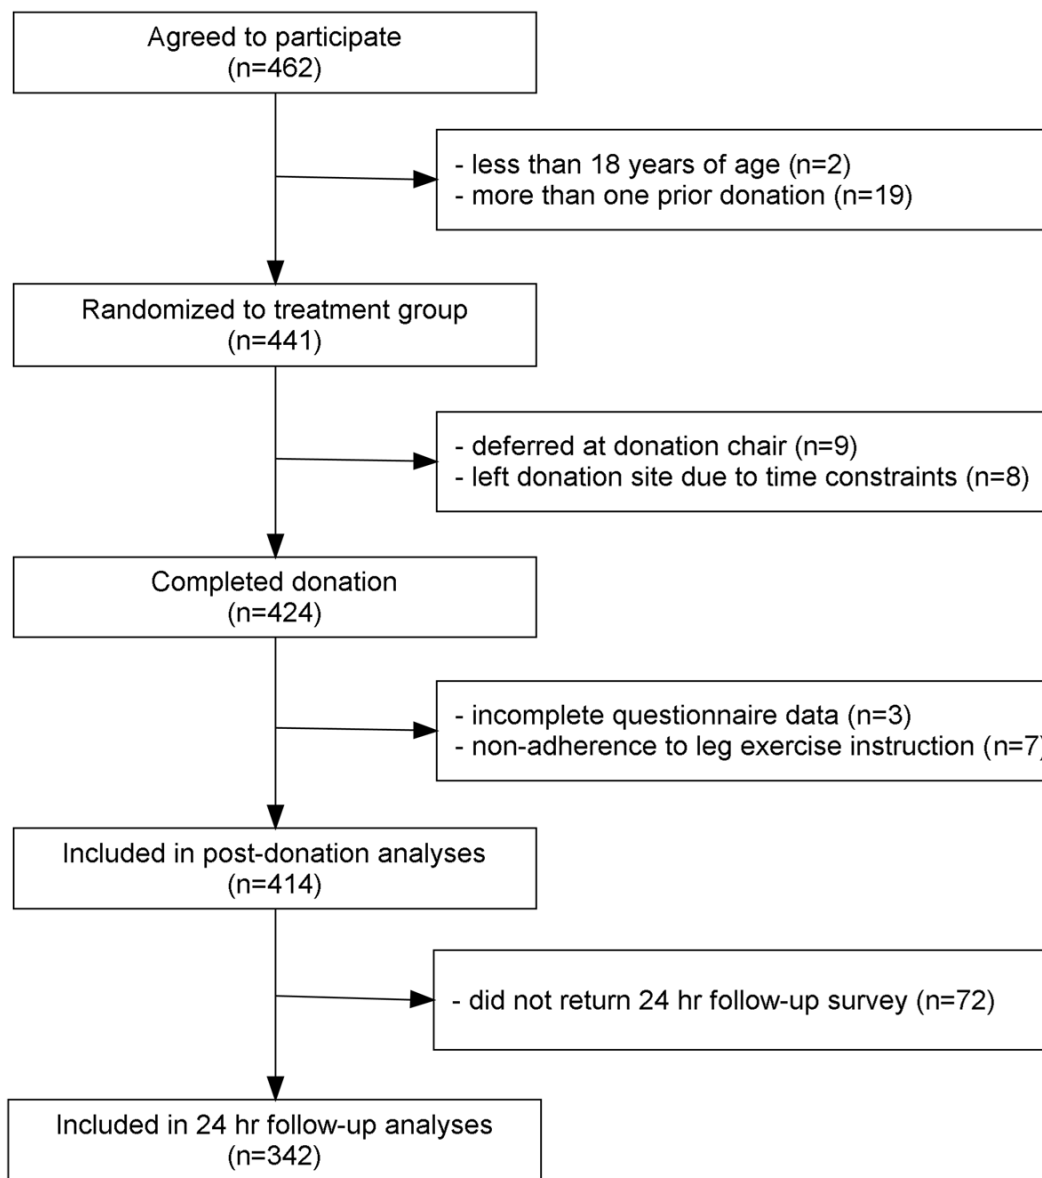 Agreed to participate
(n=462)
- less than 18 years of age (n=2)
- more than one prior donation (n=19)
Randomized to treatment group
(n=441)
- deferred at donation chair (n=9)
- left donation site due to time constraints (n=8)
Completed donation
(n=424)
- incomplete questionnaire data (n=3)
- non-adherence to leg exercise instruction (n=7)
Included in post-donation analyses
(n=414)
- did not return 24 hr follow-up survey (n=72)
Included in 24 hr follow-up analyses
(n=342)